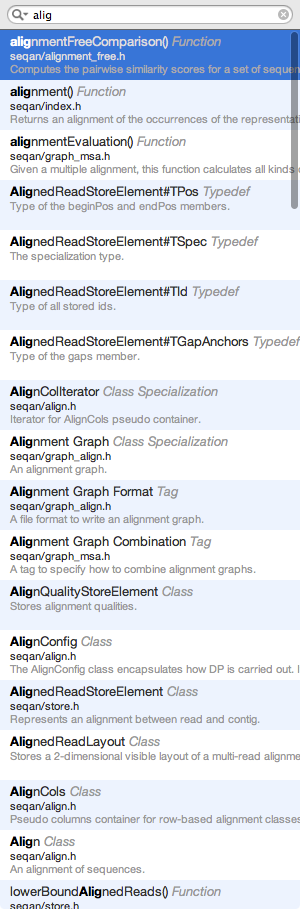 alig
alignmentFreeComparison() Function
seqan/alignment_free.h
Computes the pairwise similarity scores for a set of sequen
alignment() Function
seqan/index.h
Returns an alignment of the occurrences of the representati
alignmentEvaluation() Function
seqan/graph_msa.h
Given a multiple alignment, this function calculates all kinds o
AlignedReadStoreElement#TPos Typedef
Type of the beginPos and endPos members.
AlignedReadStoreElement#TSpec Typedef
The specialization type.
AlignedReadStoreElement#TId Typedef
Type of all stored ids.
AlignedReadStoreElement#TGapAnchors Typedef
Type of the gaps member.
AlignColIterator Class Specialization
seqan/align.h
Iterator for AlignCols pseudo container.
Alignment Graph Class Specialization
seqan/graph_align.h
An alignment graph.
Alignment Graph Format Tag
seqan/graph_align.h
A file format to write an alignment graph.
Alignment Graph Combination Tag
seqan/graph_msa.h
A tag to specify how to combine alignment graphs.
AlignQualityStoreElement Class
Stores alignment qualities.
AlignConfig Class
seqan/align.h
The AlignConfig class encapsulates how DP is carried out. I
AlignedReadStoreElement Class
seqan/store.h
Represents an alignment between read and contig.
AlignedReadLayout Class
Stores a 2-dimensional visible layout of a multi-read alignme
AlignCols Class
seqan/align.h
Pseudo columns container for row-based alignment classes
Align Class
seqan/align.h
An alignment of sequences.
lowerBoundAlignedReads() Function
seqan/store.h